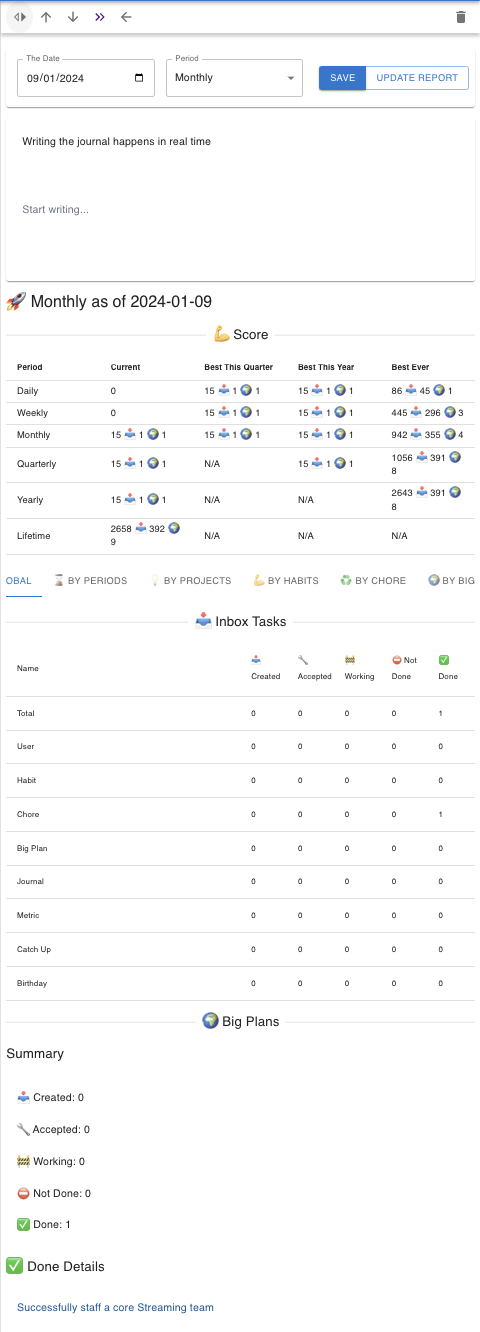 The Date
Period
09/01/2024
Monthly
SAVE
UPDATE REPORT
Writing the journal happens in real time
Start writing...
🚀 Monthly as of 2024-01-09
💪 Score
Period Current Best This Quarter Best This Year Best Ever
Daily 0 15 📥 1 🌍 1 15 📥 1 🌍 1 86 📥 45 🌍 1
Weekly 0 15 📥 1 🌍 1 15 📥 1 🌍 1 445 📥 296 🌍 3
Monthly 15 📥 1 🌍 1 15 📥 1 🌍 1 15 📥 1 🌍 1 942 📥 355 🌍 4
Quarterly 15 📥 1 🌍 1 N/A 15 📥 1 🌍 1 1056 📥 391 🌍 8
Yearly 15 📥 1 🌍 1 N/A N/A 2643 📥 391 🌍 8
Lifetime 2658 📥 392 🌍 9 N/A N/A N/A
OBAL ⌛ BY PERIODS 💡 BY PROJECTS 💪 BY HABITS ♻️ BY CHORE 🌍 BY BIG
📥 Inbox Tasks
Name 📥 Created 🔧 Accepted 🚧 Working ⛔ Not Done ✅ Done
Total 0 0 0 0 1
User 0 0 0 0 0
Habit 0 0 0 0 0
Chore 0 0 0 0 1
Big Plan 0 0 0 0 0
Journal 0 0 0 0 0
Metric 0 0 0 0 0
Catch Up 0 0 0 0 0
Birthday 0 0 0 0 0
🌍 Big Plans
Summary
📥 Created: 0
🔧 Accepted: 0
🚧 Working: 0
⛔ Not Done: 0
✅ Done: 1
✅ Done Details
Successfully staff a core Streaming team